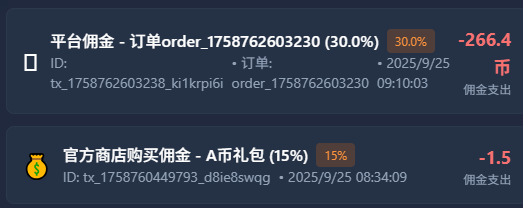 平台佣金 - 订单order_1758762603230 (30.0%) 30.0% -266.4
币
ID: • 订单: • 2025/9/25
tx_1758762603238_ki1krpi6i order_1758762603230 09:10:03
佣金支出
官方商店购买佣金 - A币礼包 (15%) 15% -1.5
ID: tx_1758760449793_d8ie8swqg • 2025/9/25 08:34:09 佣金支出